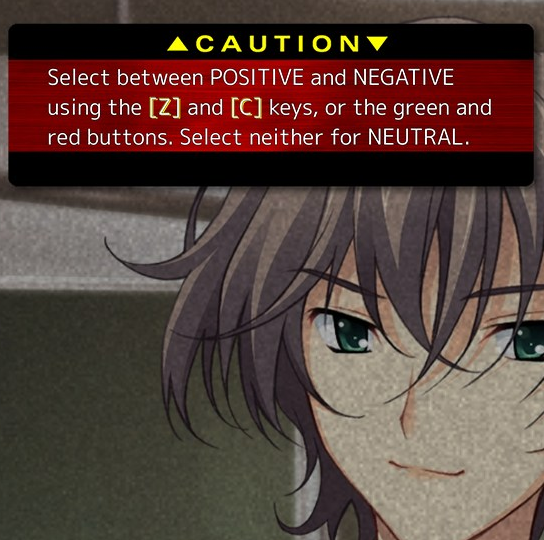 ▲CAUTION▼
Select between POSITIVE and NEGATIVE
using the [Z] and [C] keys, or the green and
red buttons. Select neither for NEUTRAL.